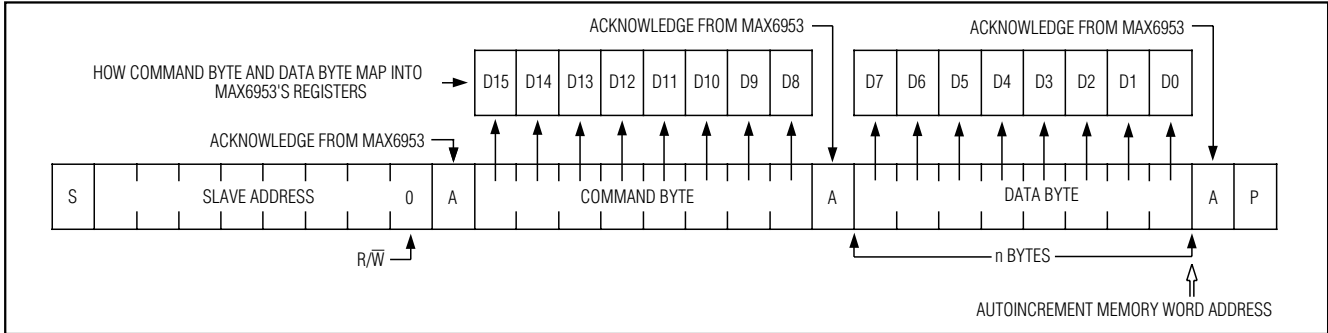 ACKNOWLEDGE FROM MAX6953
ACKNOWLEDGE FROM MAX6953
HOW COMMAND BYTE AND DATA BYTE MAP INTO
MAX6953'S REGISTERS
D15 D14 D13 D12 D11 D10 D9 D8
D7 D6 D5 D4 D3 D2 D1 D0
ACKNOWLEDGE FROM MAX6953
S SLAVE ADDRESS 0 A COMMAND BYTE A DATA BYTE A P
R/W̅
n BYTES
AUTOINCREMENT MEMORY WORD ADDRESS